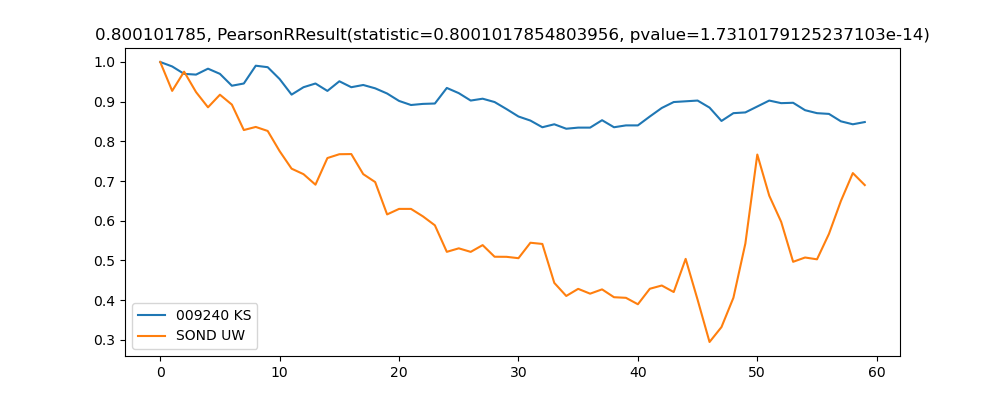 0.800101785, PearsonRResult(statistic=0.8001017854803956, pvalue=1.7310179125237103e-14)
1.0
0.9
0.8
0.7
0.6
0.5
0.4
0.3
009240 KS
SOND UW
0 10 20 30 40 50 60